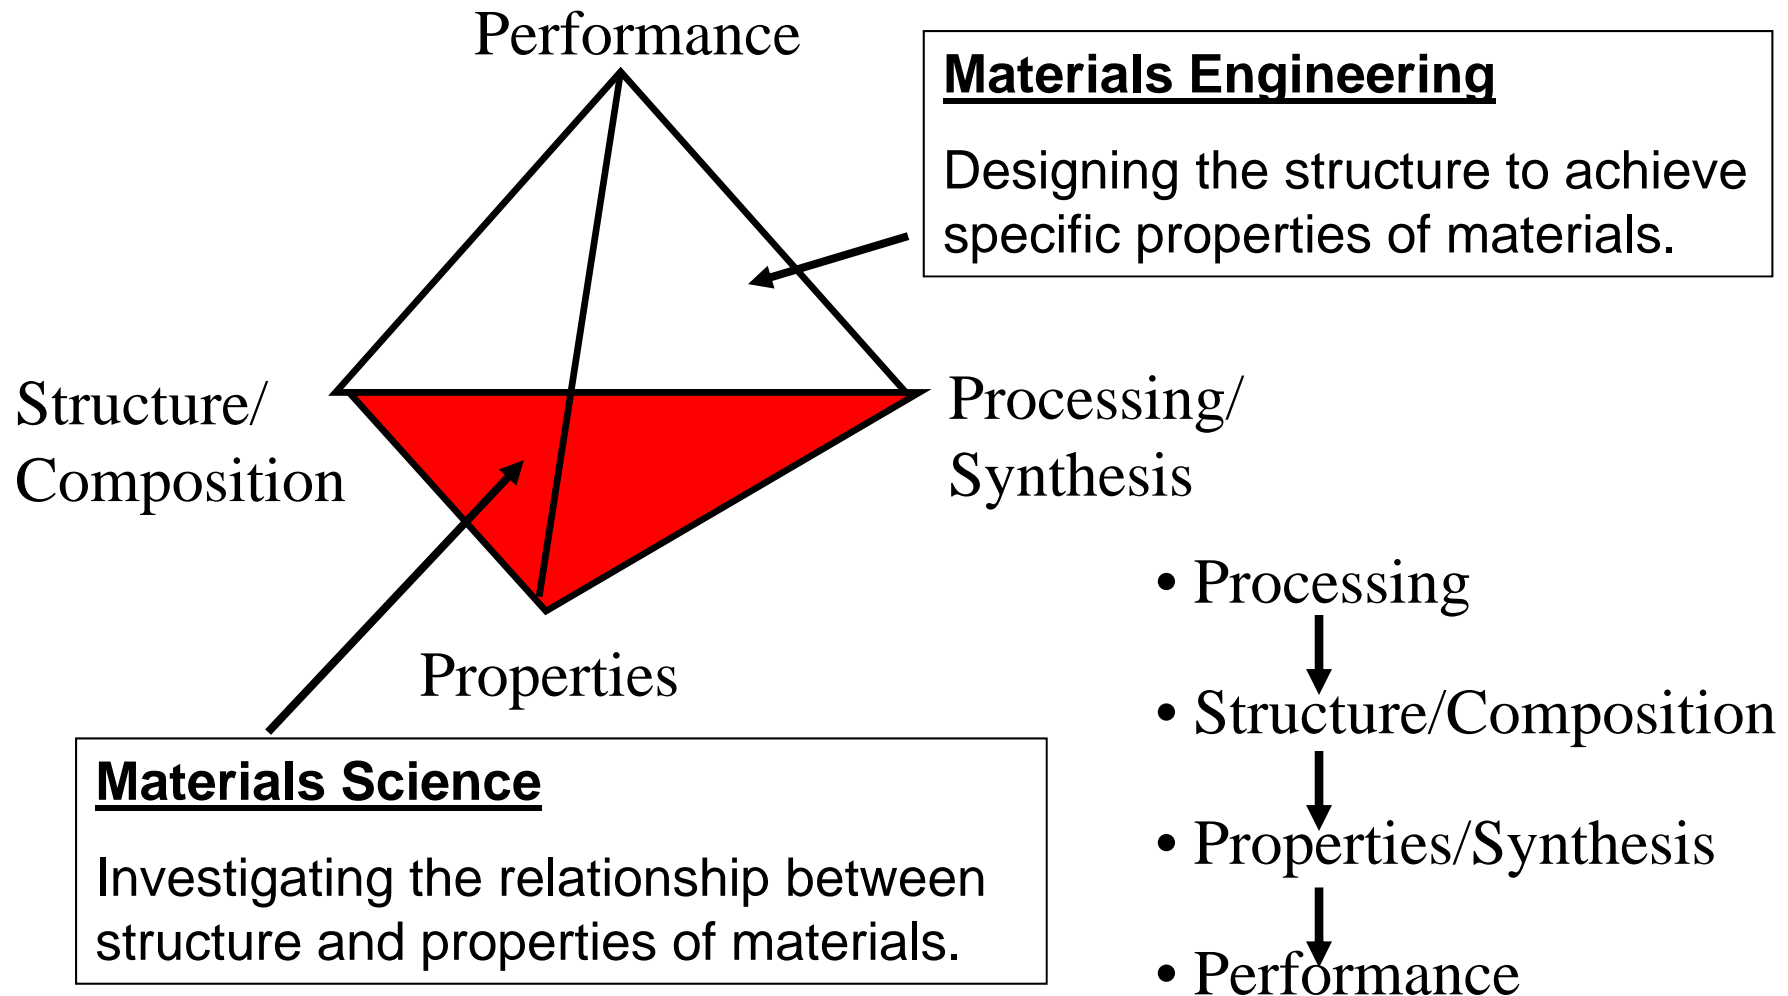 Performance
Materials Engineering
Designing the structure to achieve
specific properties of materials.
Structure/
Composition
Processing/
Synthesis
Properties
Materials Science
Investigating the relationship between
structure and properties of materials.
• Processing
• Structure/Composition
• Properties/Synthesis
• Performance